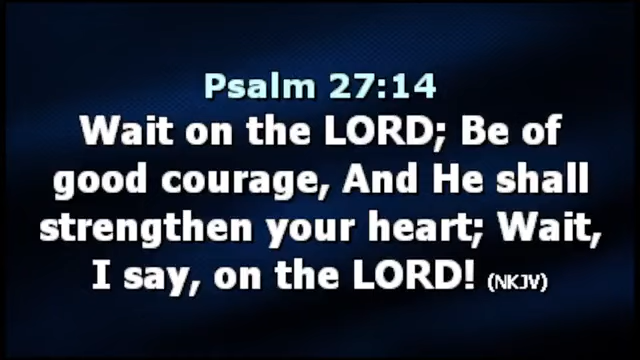 Psalm 27:14
Wait on the LORD; Be of
good courage, And He shall
strengthen your heart; Wait,
I say, on the LORD! (NKJV)